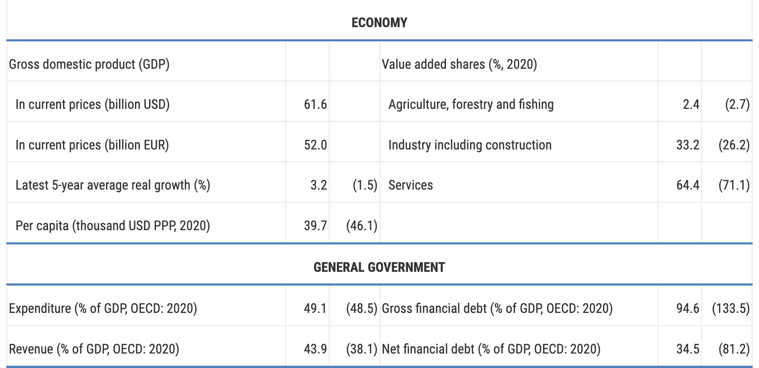 ECONOMY
Gross domestic product (GDP) Value added shares (%, 2020)
In current prices (billion USD) 61.6 Agriculture, forestry and fishing 2.4 (2.7)
In current prices (billion EUR) 52.0 Industry including construction 33.2 (26.2)
Latest 5-year average real growth (%) 3.2 (1.5) Services 64.4 (71.1)
Per capita (thousand USD PPP, 2020) 39.7 (46.1)
GENERAL GOVERNMENT
Expenditure (% of GDP, OECD: 2020) 49.1 (48.5) Gross financial debt (% of GDP, OECD: 2020) 94.6 (133.5)
Revenue (% of GDP, OECD: 2020) 43.9 (38.1) Net financial debt (% of GDP, OECD: 2020) 34.5 (81.2)